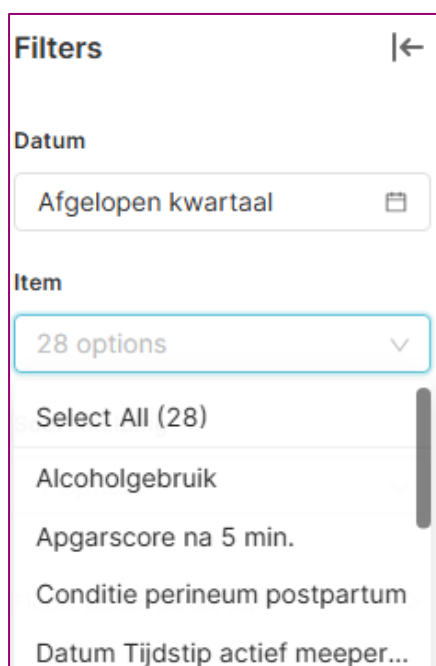 Filters
Datum
Afgelopen kwartaal
Item
28 options
Select All (28)
Alcoholgebruik
Apgarscore na 5 min.
Conditie perineum postpartum
Datum Tijdstip actief meeper...